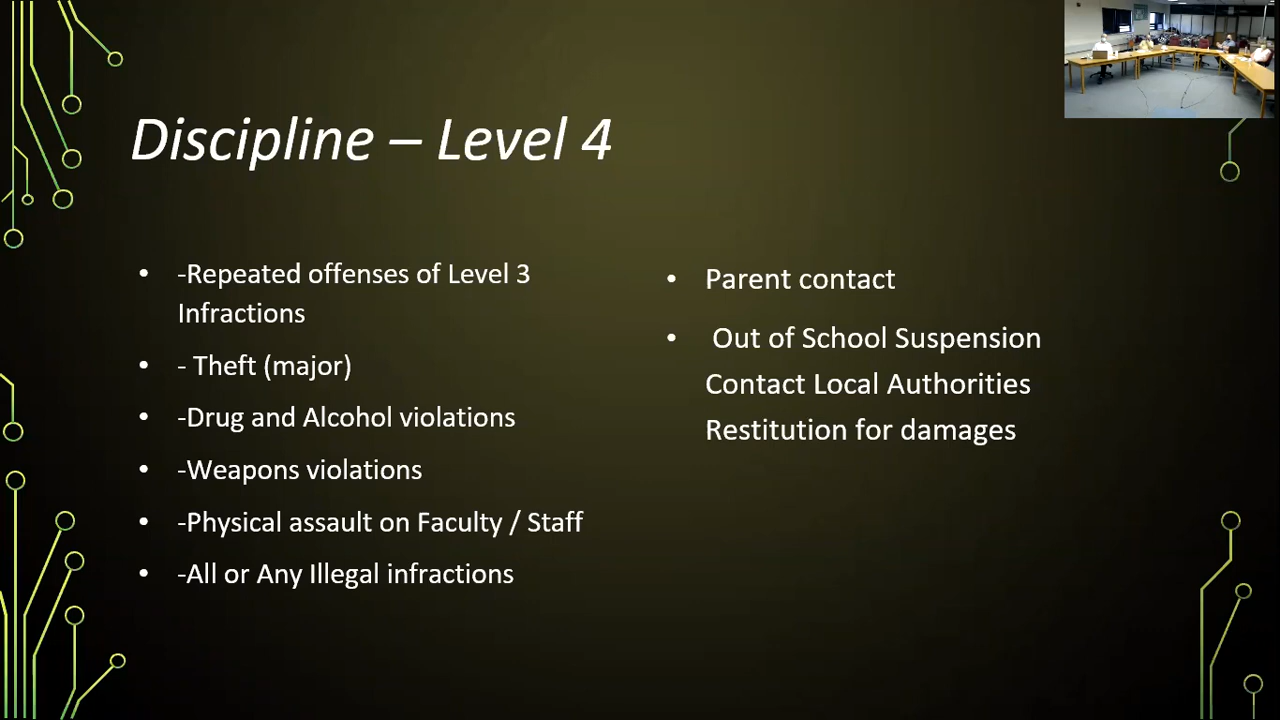 Discipline – Level 4
• -Repeated offenses of Level 3
Infractions
• - Theft (major)
• -Drug and Alcohol violations
• -Weapons violations
• -Physical assault on Faculty / Staff
• -All or Any Illegal infractions
• Parent contact
• Out of School Suspension
Contact Local Authorities
Restitution for damages